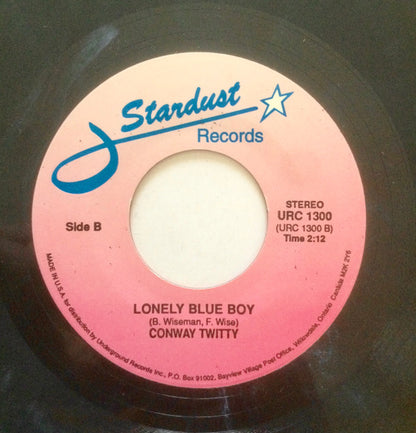 Stardust
Records
Side B
STEREO
URC 1300
(URC 1300 B)
Time 2:12
LONELY BLUE BOY
(B. Wiseman, F. Wise)
CONWAY TWITTY
MADE IN U.S.A. for distribution by Underground Records Inc., P.O. Box 91002, Bayview Village Post Office, Willowdale, Ontario Canada M2K 2Y6